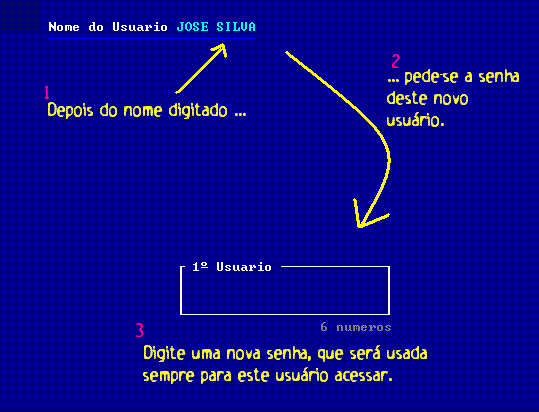 Nome do Usuario JOSE SILVA
1
Depois do nome digitado ...
2
... pede-se a senha
deste novo
usuário.
1º Usuario
6 numeros
3
Digite uma nova senha, que será usada
sempre para este usuário acessar.